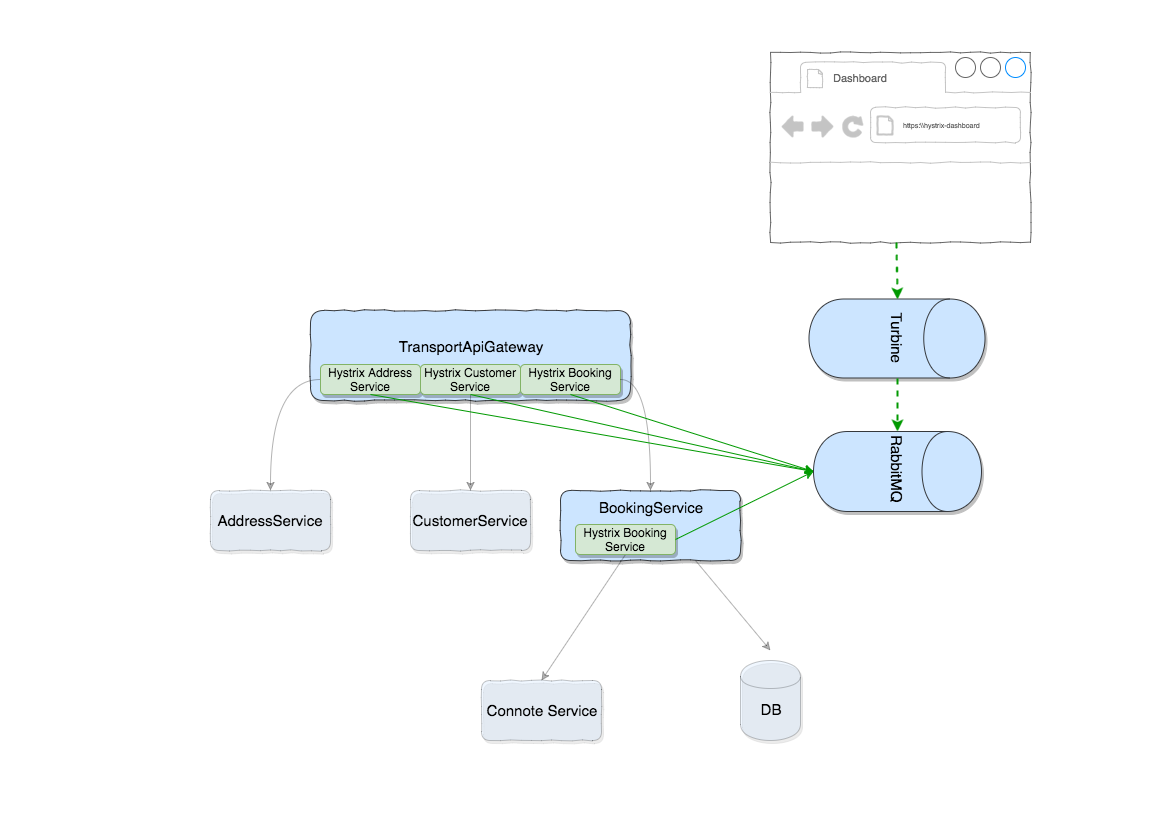 Dashboard
https:\\hystrix-dashboard
Turbine
TransportApiGateway
Hystrix Address
Service
Hystrix Customer
Service
Hystrix Booking
Service
RabbitMQ
AddressService
CustomerService
BookingService
Hystrix Booking
Service
Connote Service
DB